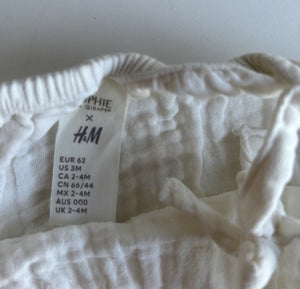 PHIE
GIRAFE
×
H&M
EUR 62
US 3M
CA 2-4M
CN 66/44
MX 2-4M
AUS 000
UK 2-4M